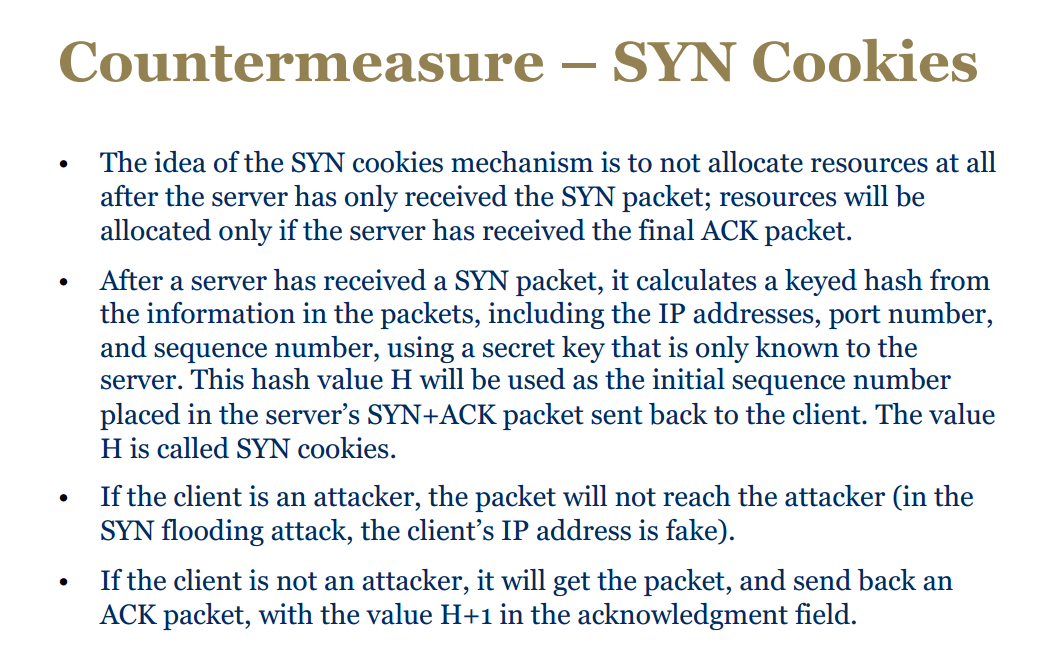 Countermeasure – SYN Cookies
• The idea of the SYN cookies mechanism is to not allocate resources at all
after the server has only received the SYN packet; resources will be
allocated only if the server has received the final ACK packet.
• After a server has received a SYN packet, it calculates a keyed hash from
the information in the packets, including the IP addresses, port number,
and sequence number, using a secret key that is only known to the
server. This hash value H will be used as the initial sequence number
placed in the server’s SYN+ACK packet sent back to the client. The value
H is called SYN cookies.
• If the client is an attacker, the packet will not reach the attacker (in the
SYN flooding attack, the client’s IP address is fake).
• If the client is not an attacker, it will get the packet, and send back an
ACK packet, with the value H+1 in the acknowledgment field.